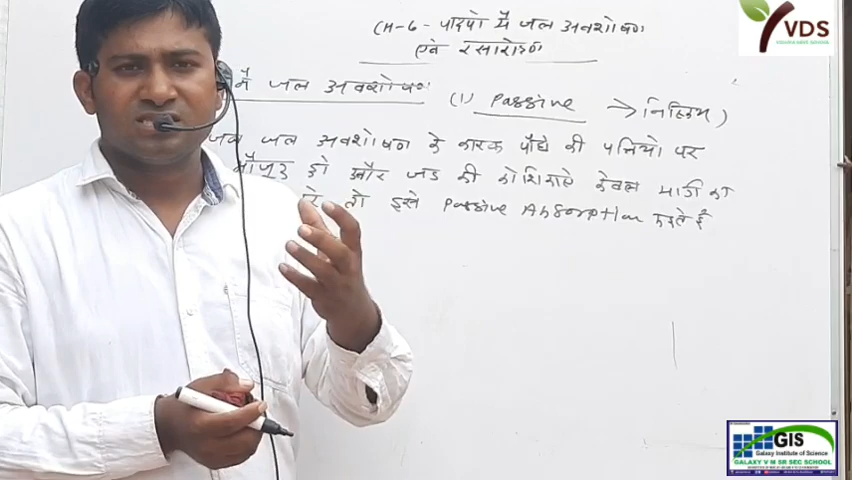 CH-6 - पादपो में जल अवशोषण
एवं रसारोहण
में जल अवशोषण
(1) Passive → निष्क्रिय )
जब जल अवशोषण के कारक पौधे की पत्तियो पर
मौजूद हो और जड की कोशिकाऐ केवल मार्ग का
तो इसे Passive Absorption कहते हैं
VDS
GIS
Galaxy Institute of Science
GALAXY V M SR SEC SCHOOL